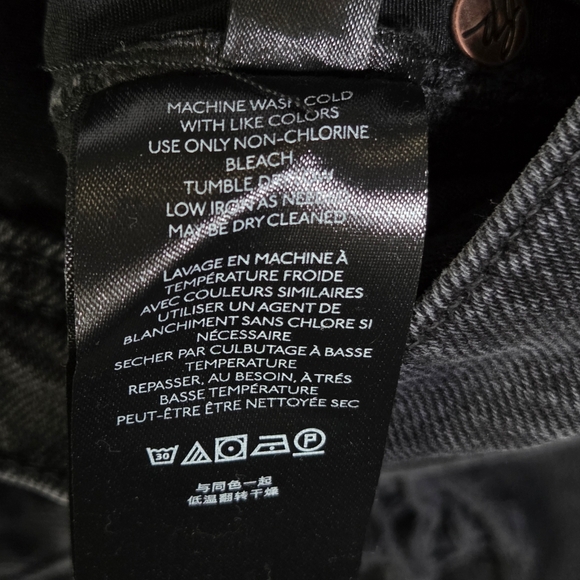 MACHINE WASH COLD
WITH LIKE COLORS
USE ONLY NON-CHLORINE
BLEACH
TUMBLE
LOW IRON AS
MAY BE DRY CLEANED
LAVAGE EN MACHINE À
TEMPÉRATURE FROIDE
AVEC COULEURS SIMILAIRES
UTILISER UN AGENT DE
BLANCHIMENT SANS CHLORE SI
NÉCESSAIRE
SECHER PAR CULBUTAGE À BASSE
TEMPERATURE
REPASSER, AU BESOIN, À TRÉS
BASSE TEMPÉRATURE
PEUT-ÊTRE ÊTRE NETTOYÉE SEC
30 P
与同色一起
低温翻转干燥